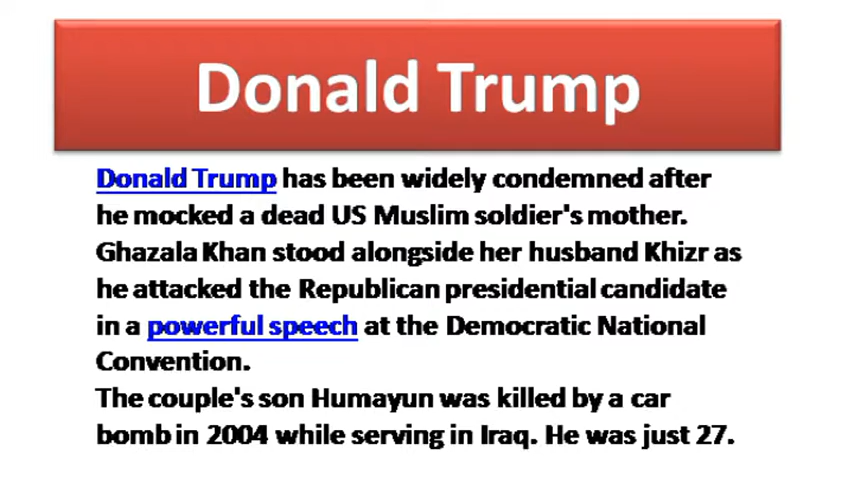 Donald Trump
Donald Trump has been widely condemned after
he mocked a dead US Muslim soldier's mother.
Ghazala Khan stood alongside her husband Khizr as
he attacked the Republican presidential candidate
in a powerful speech at the Democratic National
Convention.
The couple's son Humayun was killed by a car
bomb in 2004 while serving in Iraq. He was just 27.